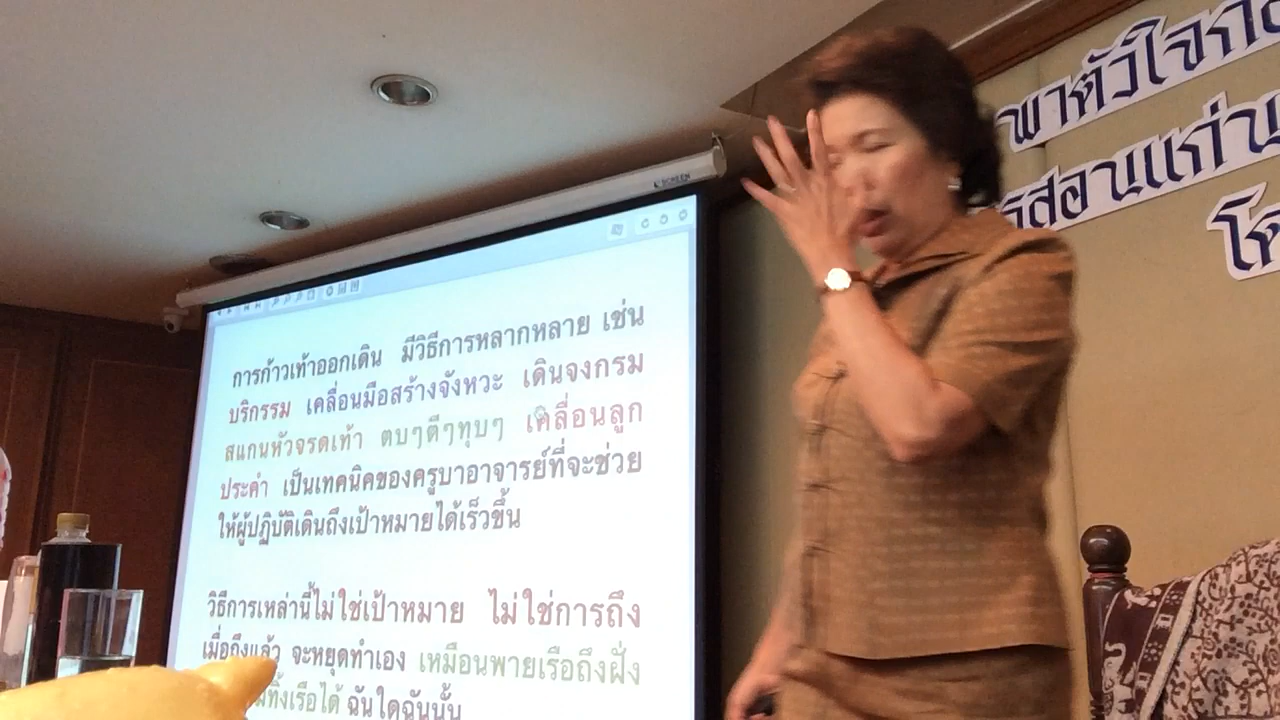 การก้าวเท้าออกเดิน มีวิธีการหลากหลาย เช่น
บริกรรม เคลื่อนมือสร้างจังหวะ เดินจงกรม
สแกนหัวจรดเท้า ตบๆตีๆทุบๆ เคลื่อนลูก
ประคำ เป็นเทคนิคของครูบาอาจารย์ที่จะช่วย
ให้ผู้ปฏิบัติเดินถึงเป้าหมายได้เร็วขึ้น
วิธีการเหล่านี้ไม่ใช่เป้าหมาย ไม่ใช่การถึง
เมื่อถึงแล้ว จะหยุดทำเอง เหมือนพายเรือถึงฝั่ง
ทิ้งเรือได้ ฉันใดฉันนั้น
SCREEN
พาตัวใจ
สอนแก่น